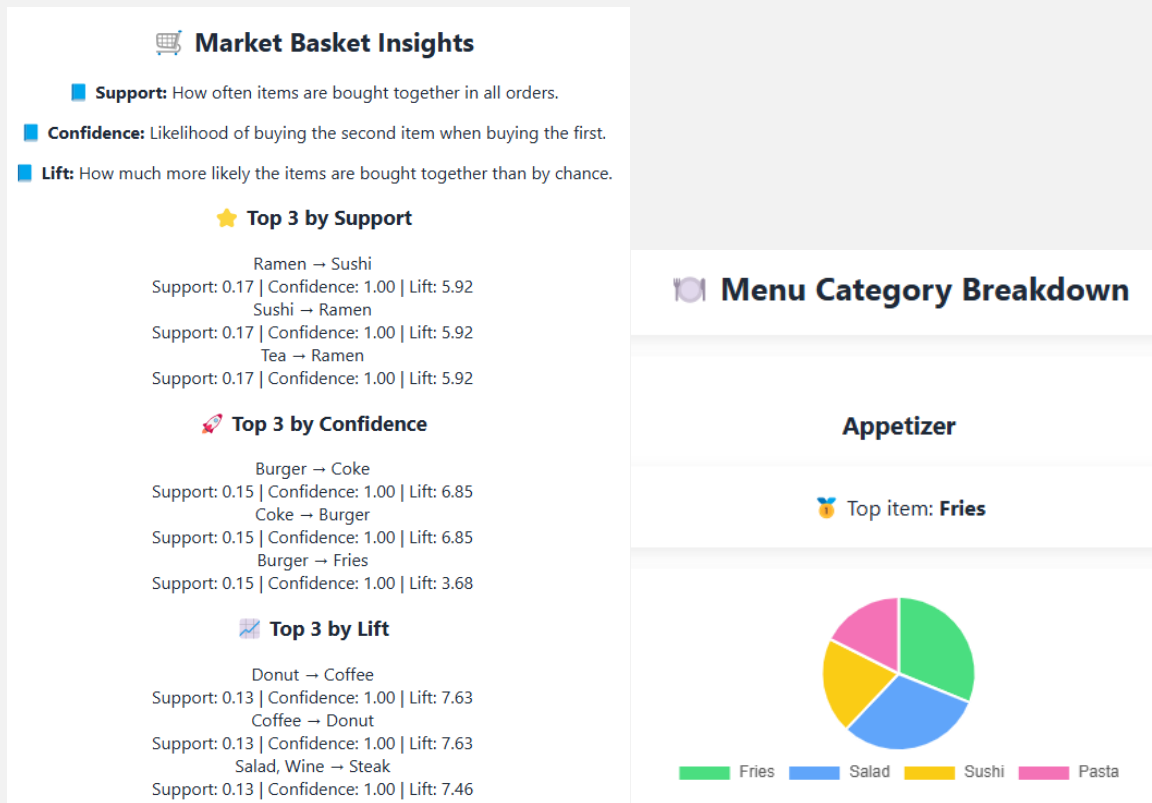 Market Basket Insights
Support: How often items are bought together in all orders.
Confidence: Likelihood of buying the second item when buying the first.
Lift: How much more likely the items are bought together than by chance.
Top 3 by Support
Ramen → Sushi
Support: 0.17 | Confidence: 1.00 | Lift: 5.92
Sushi → Ramen
Support: 0.17 | Confidence: 1.00 | Lift: 5.92
Tea → Ramen
Support: 0.17 | Confidence: 1.00 | Lift: 5.92
Top 3 by Confidence
Burger → Coke
Support: 0.15 | Confidence: 1.00 | Lift: 6.85
Coke → Burger
Support: 0.15 | Confidence: 1.00 | Lift: 6.85
Burger → Fries
Support: 0.15 | Confidence: 1.00 | Lift: 3.68
Top 3 by Lift
Donut → Coffee
Support: 0.13 | Confidence: 1.00 | Lift: 7.63
Coffee → Donut
Support: 0.13 | Confidence: 1.00 | Lift: 7.63
Salad, Wine → Steak
Support: 0.13 | Confidence: 1.00 | Lift: 7.46
Menu Category Breakdown
Appetizer
Top item: Fries
Fries Salad Sushi Pasta